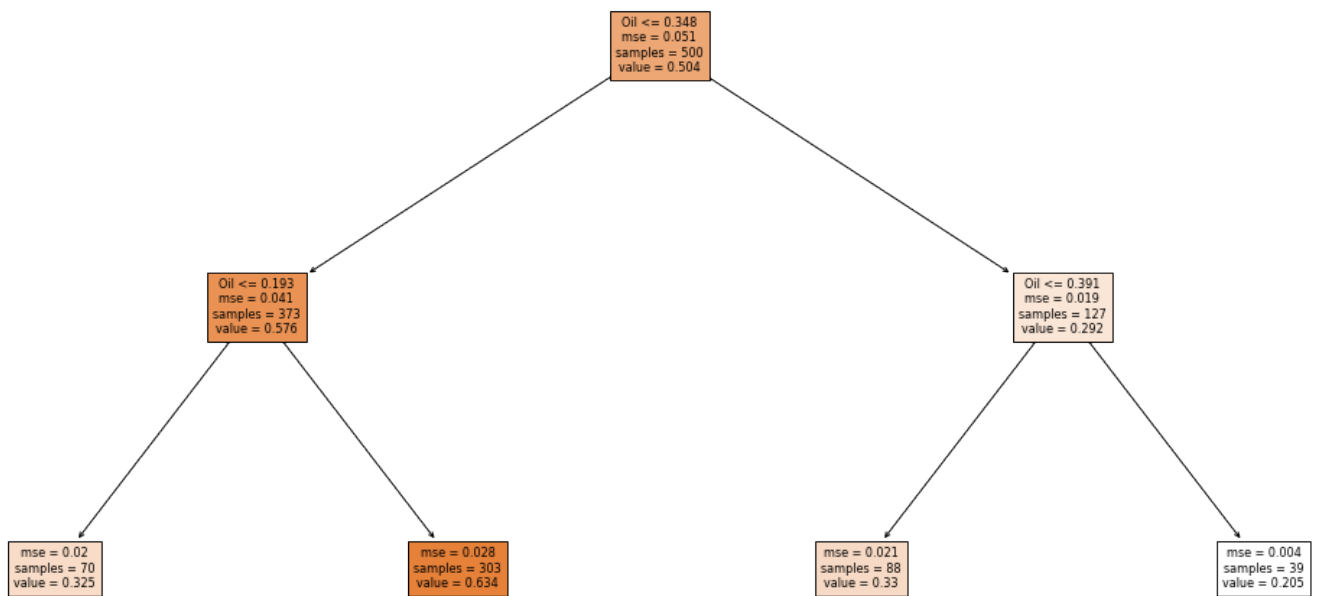 Oil <= 0.348
mse = 0.051
samples = 500
value = 0.504
Oil <= 0.193
mse = 0.041
samples = 373
value = 0.576
Oil <= 0.391
mse = 0.019
samples = 127
value = 0.292
mse = 0.02
samples = 70
value = 0.325
mse = 0.028
samples = 303
value = 0.634
mse = 0.021
samples = 88
value = 0.33
mse = 0.004
samples = 39
value = 0.205